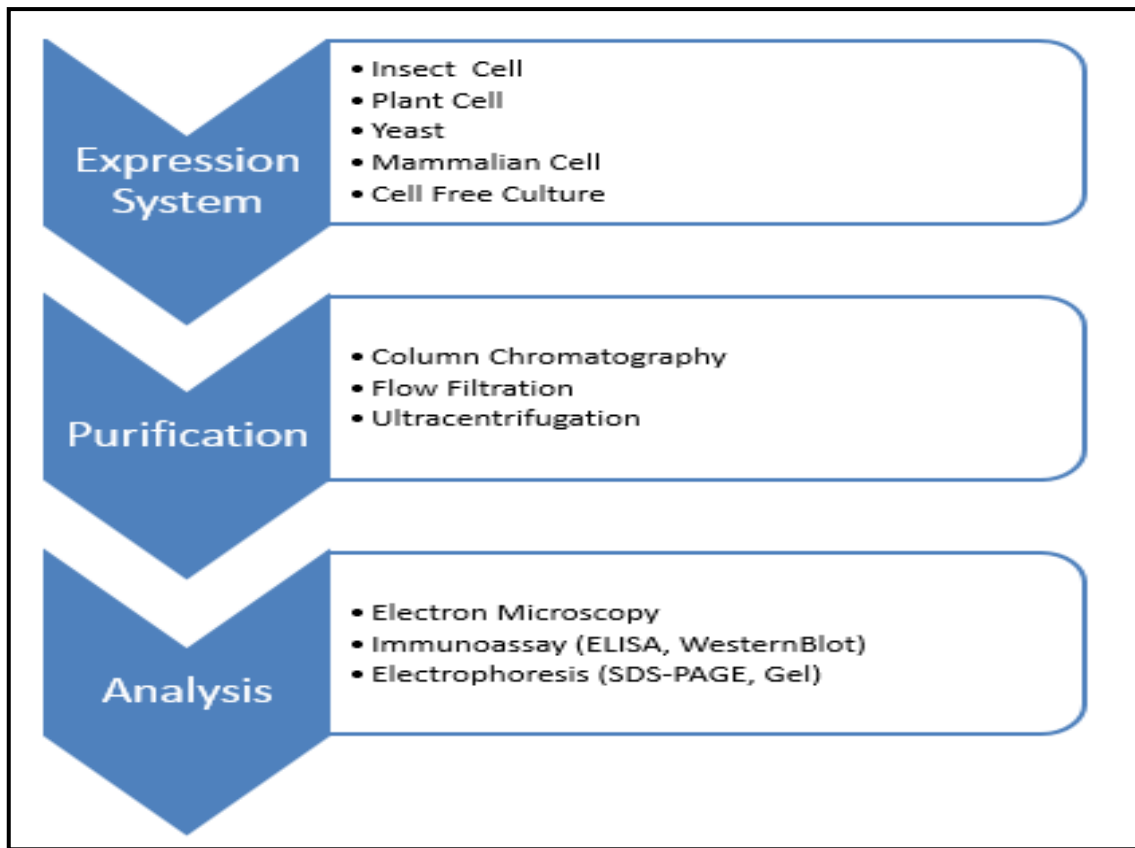 Expression
System
• Insect  Cell
• Plant Cell
• Yeast
• Mammalian Cell
• Cell Free Culture
Purification
• Column Chromatography
• Flow Filtration
• Ultracentrifugation
Analysis
• Electron Microscopy
• Immunoassay (ELISA, WesternBlot)
• Electrophoresis (SDS-PAGE, Gel)